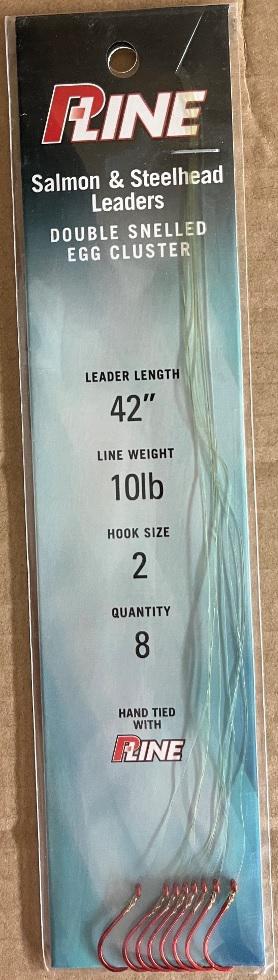 P-LINE
Salmon & Steelhead
Leaders
DOUBLE SNELLED
EGG CLUSTER
LEADER LENGTH
42"
LINE WEIGHT
10lb
HOOK SIZE
2
QUANTITY
8
HAND TIED
WITH
P-LINE